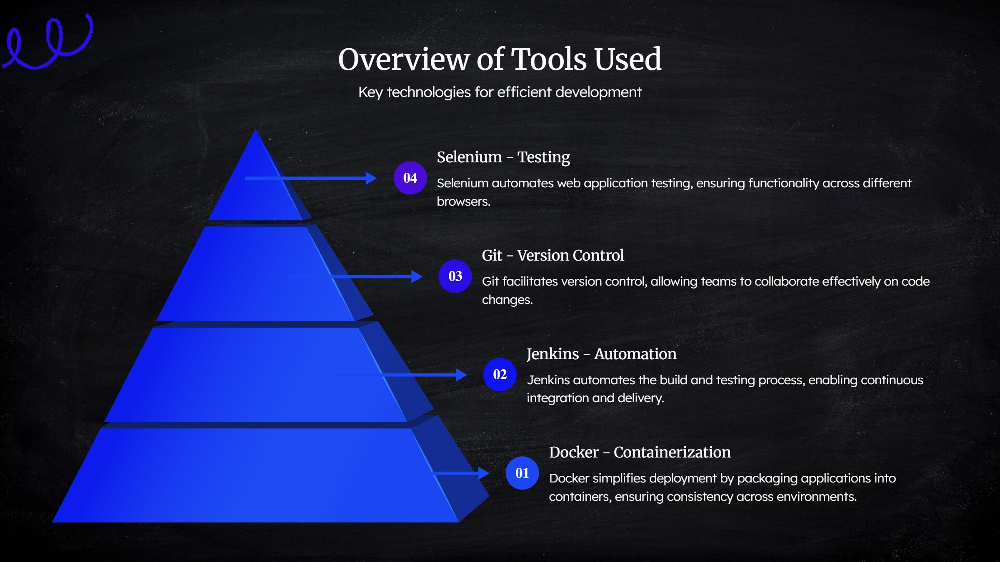 Overview of Tools Used
Key technologies for efficient development
04
Selenium - Testing
Selenium automates web application testing, ensuring functionality across different
browsers.
03
Git - Version Control
Git facilitates version control, allowing teams to collaborate effectively on code
changes.
02
Jenkins - Automation
Jenkins automates the build and testing process, enabling continuous
integration and delivery.
01
Docker - Containerization
Docker simplifies deployment by packaging applications into
containers, ensuring consistency across environments.